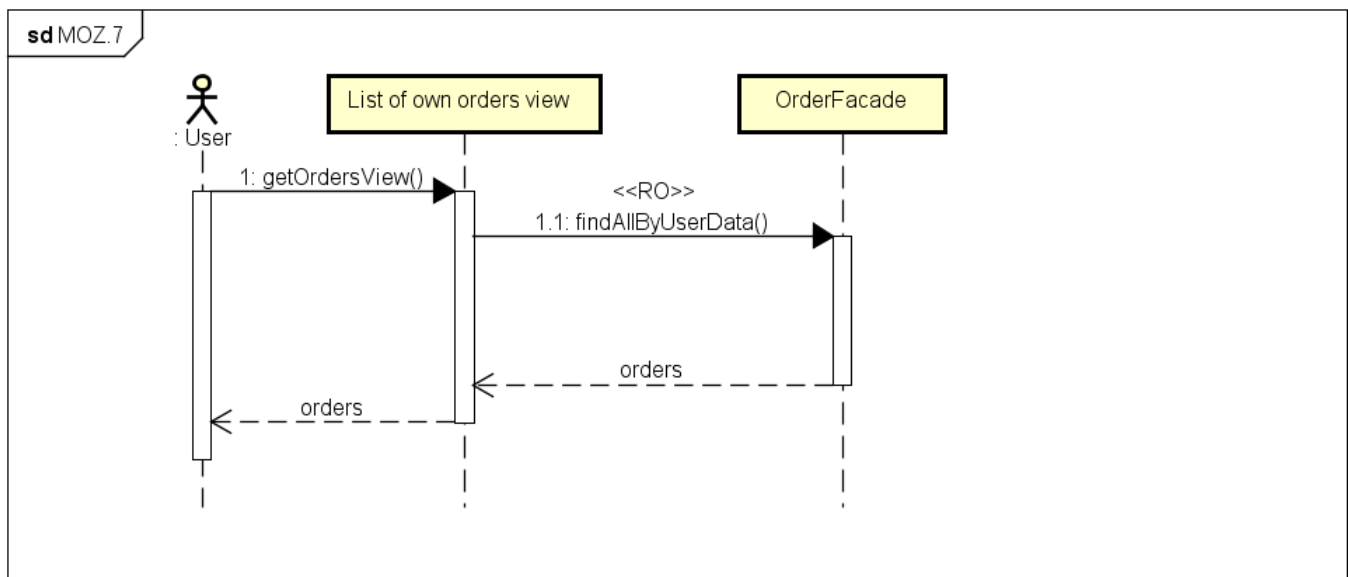 sd MOZ.7
: User
List of own orders view
OrderFacade
1: getOrdersView()
<<RO>>
1.1: findAllByUserData()
orders
orders